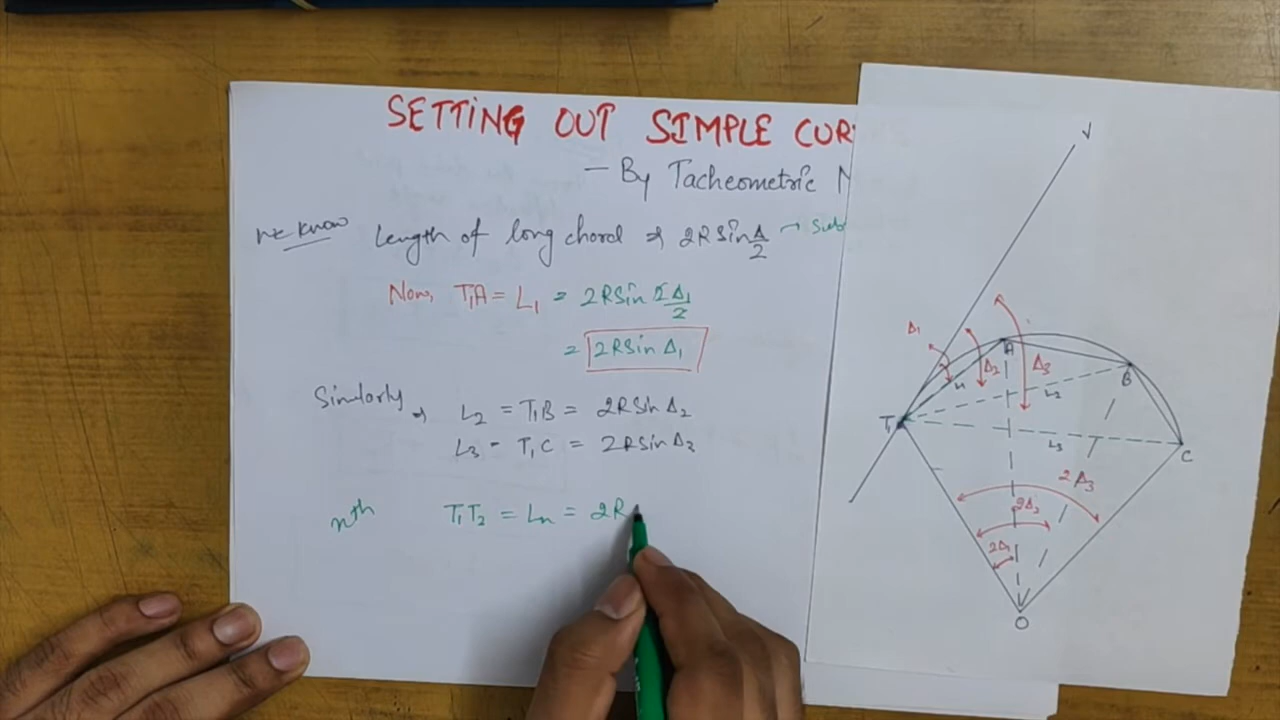 SETTING OUT SIMPLE CUR
— By Tacheometric M
We know Length of long chord ⇒ 2R Sin Δ/2 → Sub
Now, T₁A = L₁ = 2R Sin 2Δ₁/2
= 2R Sin Δ₁
Similarly ⇒ L₂ = T₁B = 2R Sin Δ₂
L₃ = T₁C = 2R Sin Δ₃
nth T₁T₂ = Ln = 2R
V
Δ₁
A
Δ₂
Δ₃
B
L₁
L₂
T₁
L₃
C
2Δ₃
2Δ₂
2Δ₁
O